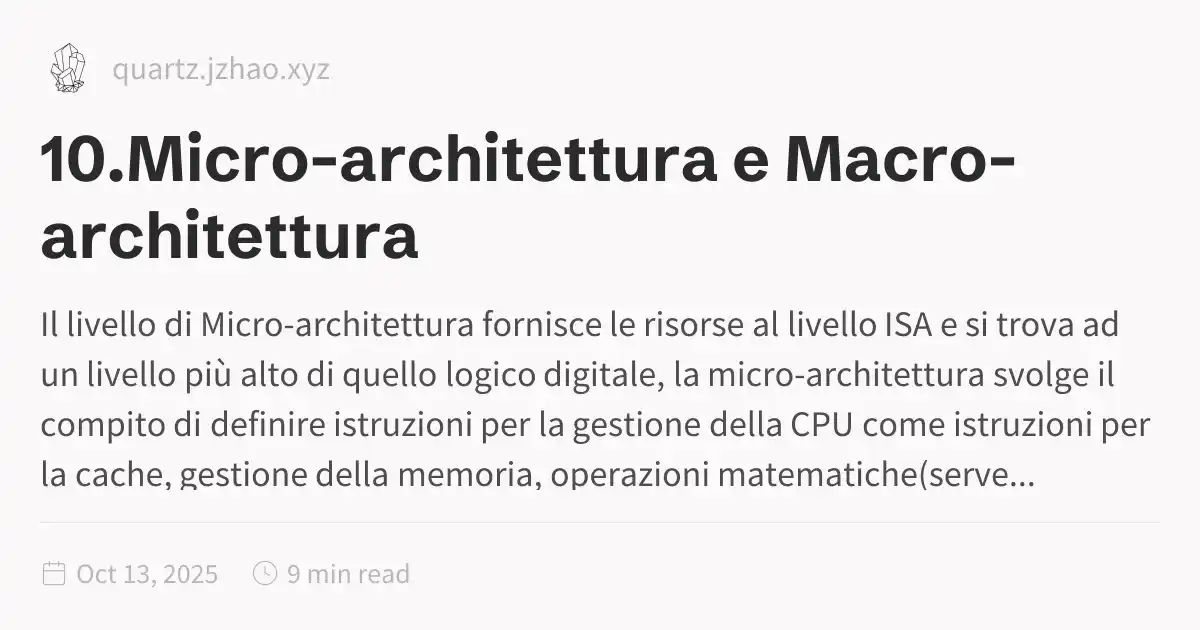 quartz.jzhao.xyz
10.Micro-architettura e Macro-
architettura
Il livello di Micro-architettura fornisce le risorse al livello ISA e si trova ad
un livello più alto di quello logico digitale, la micro-architettura svolge il
compito di definire istruzioni per la gestione della CPU come istruzioni per
la cache, gestione della memoria, operazioni matematiche(serve...
Oct 13, 2025 9 min read